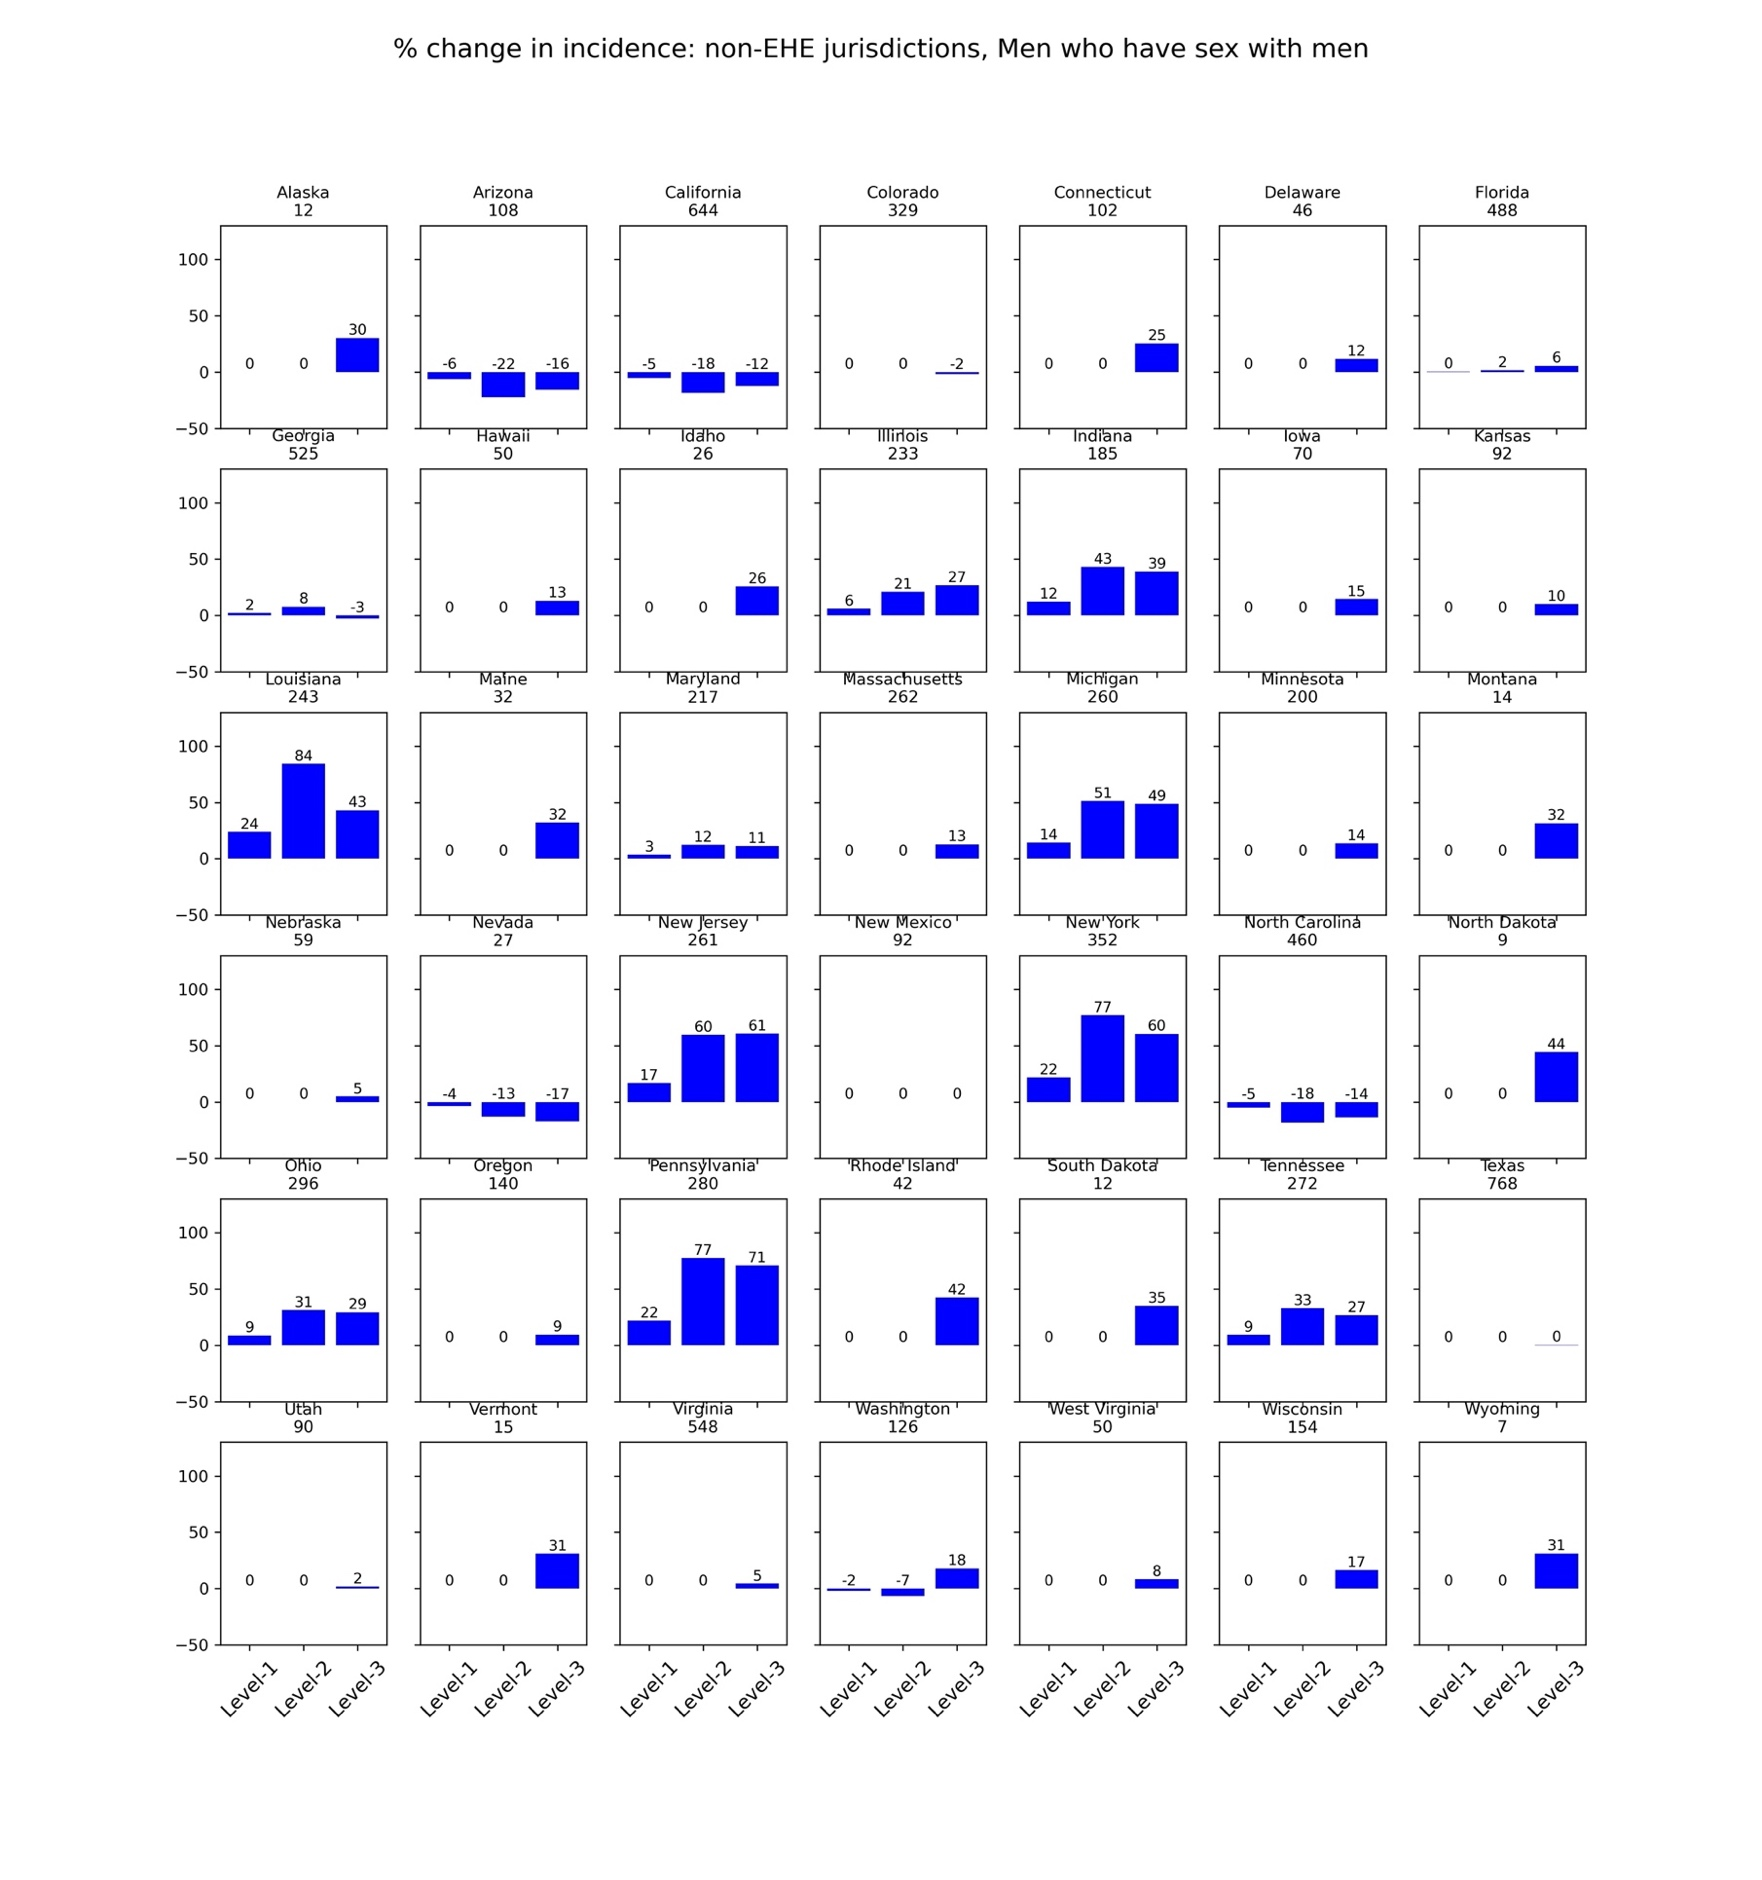 % change in incidence: non-EHE jurisdictions, Men who have sex with men
Alaska Arizona California Colorado Connecticut Delaware Florida
12 108 644 329 102 46 488
100
50
0
−50
0 0 30
-6 -22 -16
-5 -18 -12
0 0 -2
0 0 25
0 0 12
0 2 6
Georgia Hawaii Idaho Illinois Indiana Iowa Kansas
525 50 26 233 185 70 92
100
50
0
−50
2 8 -3
0 0 13
0 0 26
6 21 27
12 43 39
0 0 15
0 0 10
Louisiana Maine Maryland Massachusetts Michigan Minnesota Montana
243 32 217 262 260 200 14
100
50
0
−50
24 84 43
0 0 32
3 12 11
0 0 13
14 51 49
0 0 14
0 0 32
Nebraska Nevada New Jersey New Mexico New York North Carolina North Dakota
59 27 261 92 352 460 9
100
50
0
−50
0 0 5
-4 -13 -17
17 60 61
0 0 0
22 77 60
-5 -18 -14
0 0 44
Ohio Oregon Pennsylvania Rhode Island South Dakota Tennessee Texas
296 140 280 42 12 272 768
100
50
0
−50
9 31 29
0 0 9
22 77 71
0 0 42
0 0 35
9 33 27
0 0 0
Utah Vermont Virginia Washington West Virginia Wisconsin Wyoming
90 15 548 126 50 154 7
100
50
0
−50
0 0 2
0 0 31
0 0 5
-2 -7 18
0 0 8
0 0 17
0 0 31
Level-1 Level-2 Level-3 Level-1 Level-2 Level-3 Level-1 Level-2 Level-3 Level-1 Level-2 Level-3 Level-1 Level-2 Level-3 Level-1 Level-2 Level-3 Level-1 Level-2 Level-3